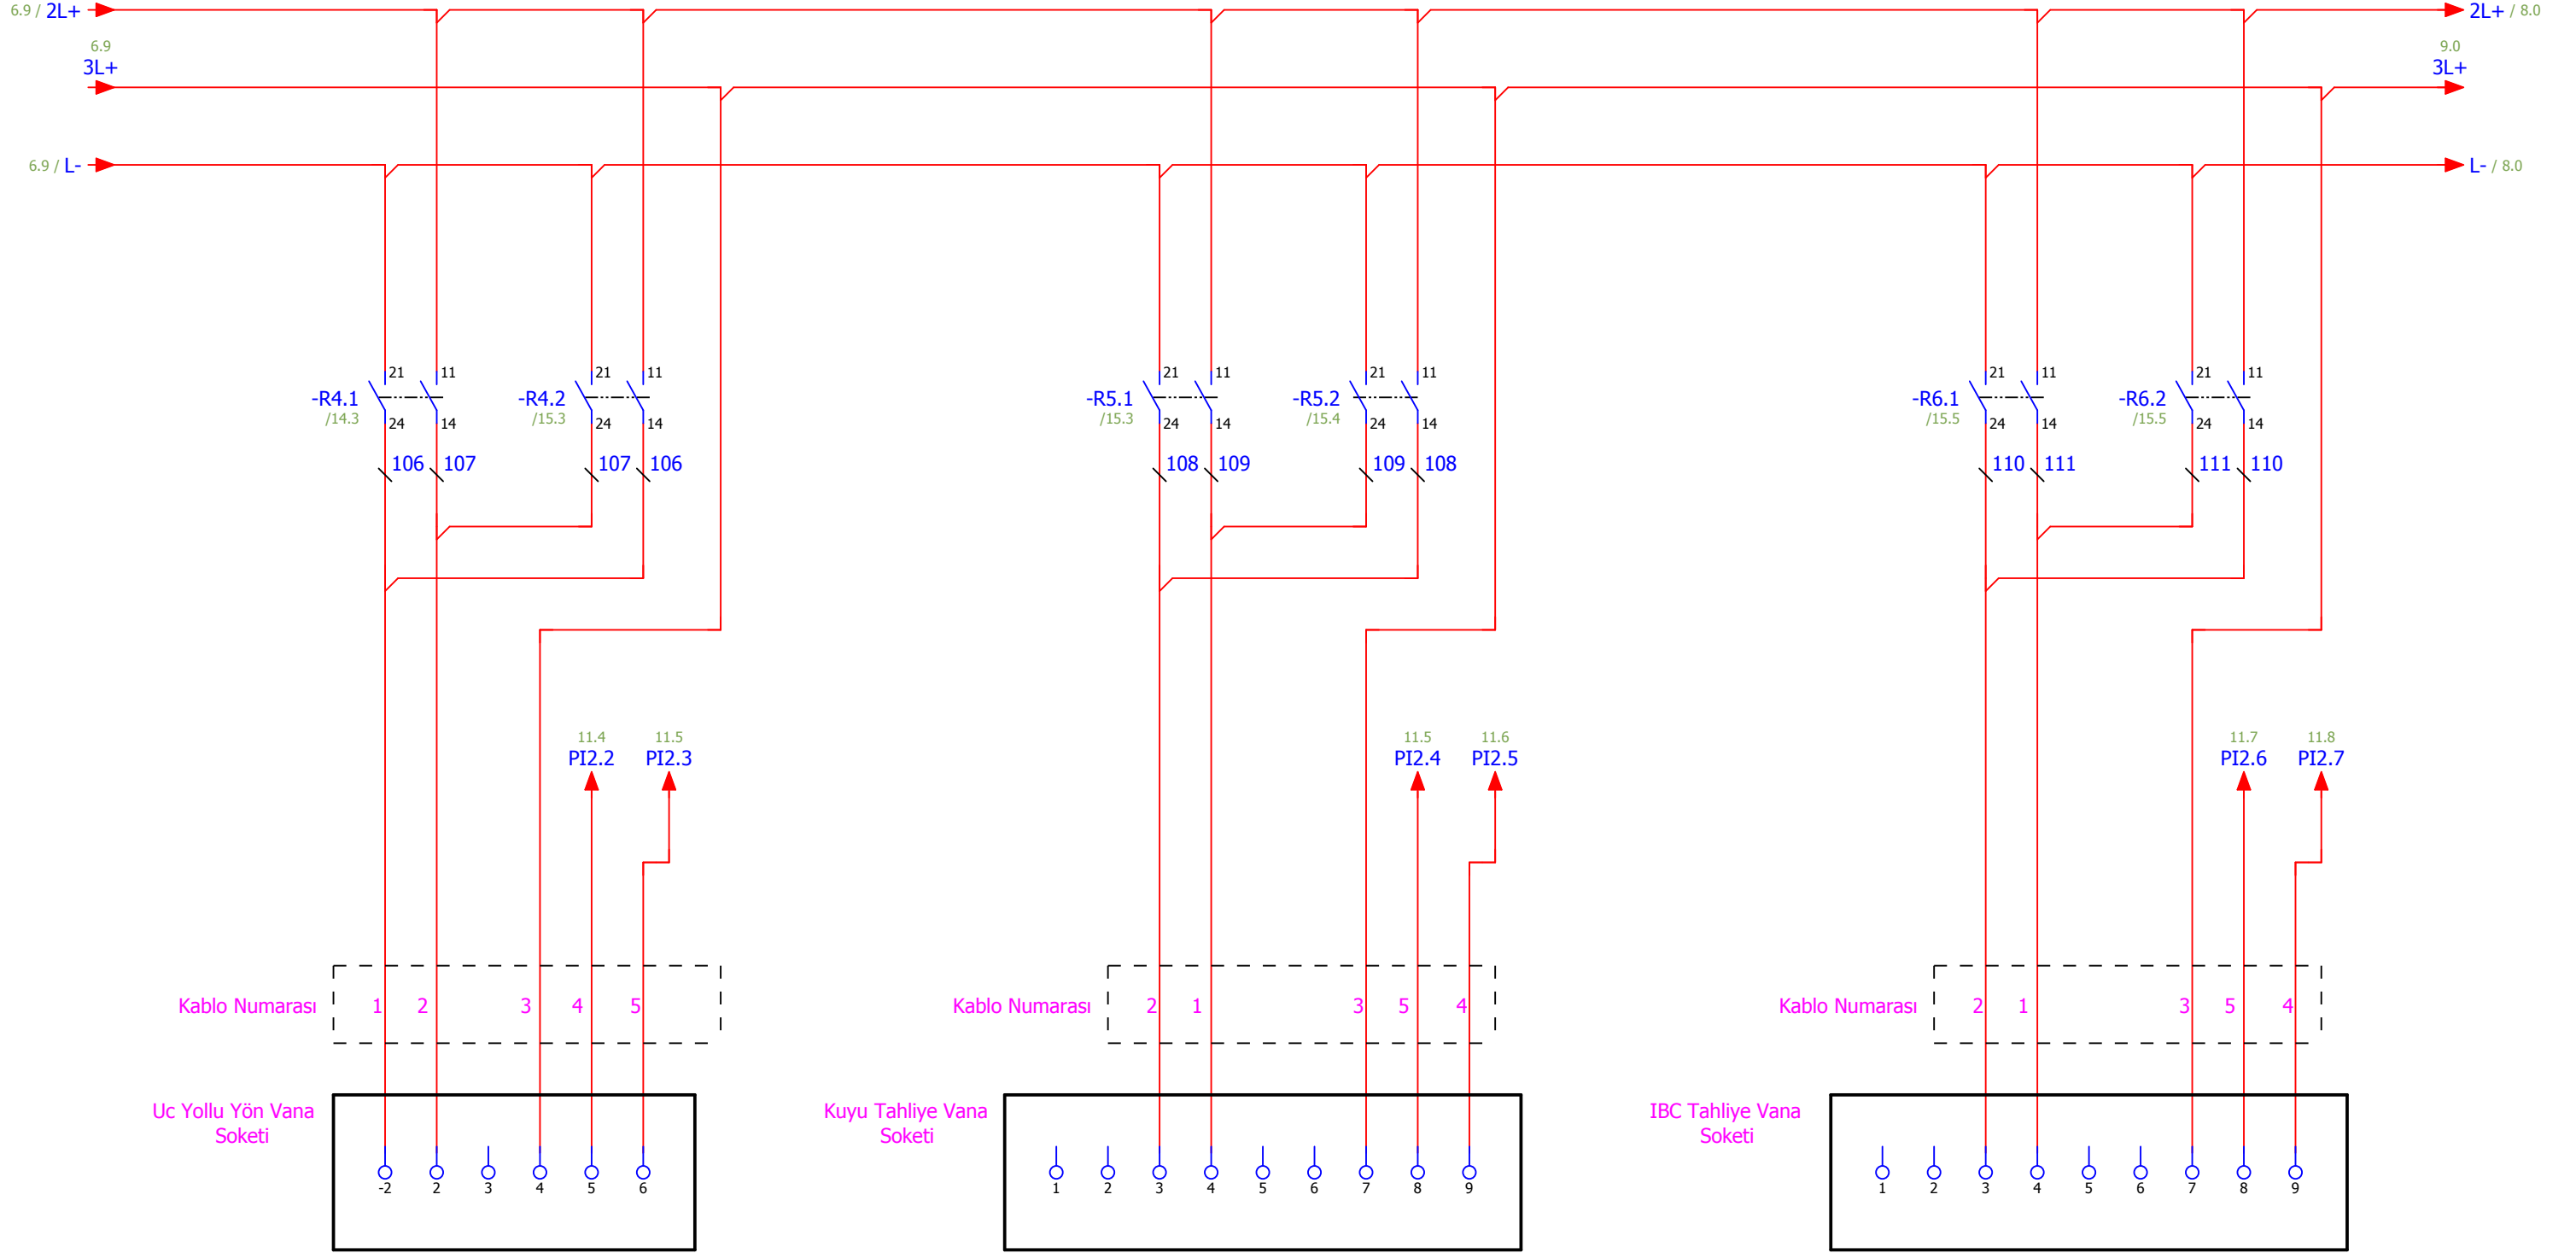 6.9 / 2L+
2L+ / 8.0
6.9
3L+
9.0
3L+
6.9 / L-
L- / 8.0
-R4.1
/14.3
21
24
11
14
-R4.2
/15.3
21
24
11
14
-R5.1
/15.3
21
24
11
14
-R5.2
/15.4
21
24
11
14
-R6.1
/15.5
21
24
11
14
-R6.2
/15.5
21
24
11
14
106 107 107 106
108 109 109 108
110 111 111 110
11.4
PI2.2
11.5
PI2.3
11.5
PI2.4
11.6
PI2.5
11.7
PI2.6
11.8
PI2.7
Kablo Numarası 1 2 3 4 5
Kablo Numarası 2 1 3 5 4
Kablo Numarası 2 1 3 5 4
Uc Yollu Yön Vana
Soketi
-2 2 3 4 5 6
Kuyu Tahliye Vana
Soketi
1 2 3 4 5 6 7 8 9
IBC Tahliye Vana
Soketi
1 2 3 4 5 6 7 8 9